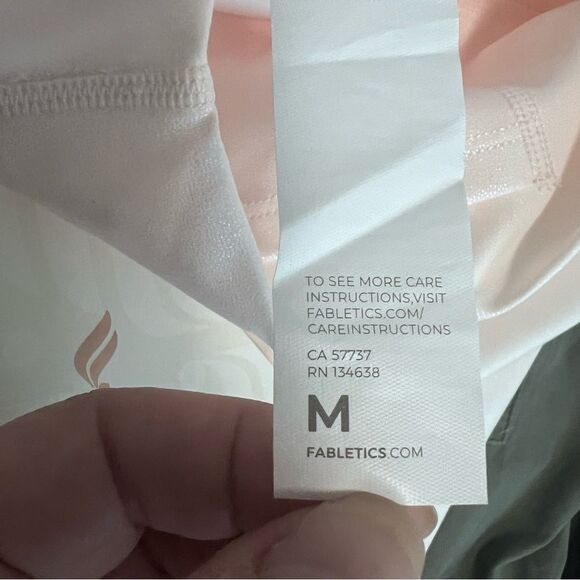 TO SEE MORE CARE
INSTRUCTIONS,VISIT
FABLETICS.COM/
CAREINSTRUCTIONS
CA 57737
RN 134638
M
FABLETICS.COM